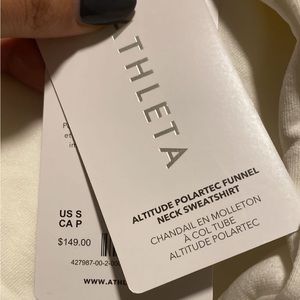 ATHLETA
ALTITUDE POLARTEC FUNNEL
NECK SWEATSHIRT
CHANDAIL EN MOLLETON
À COL TUBE
ALTITUDE POLARTEC
US S
CA P
$149.00
WWW.ATHL